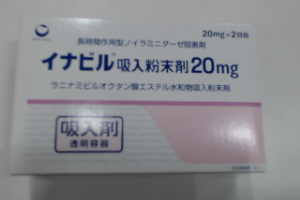 20mg×2容器
長時間作用型ノイラミニダーゼ阻害剤
イナビル®吸入粉末剤20mg
ラニナミビルオクタン酸エステル水和物吸入粉末剤
吸入剤
透明容器